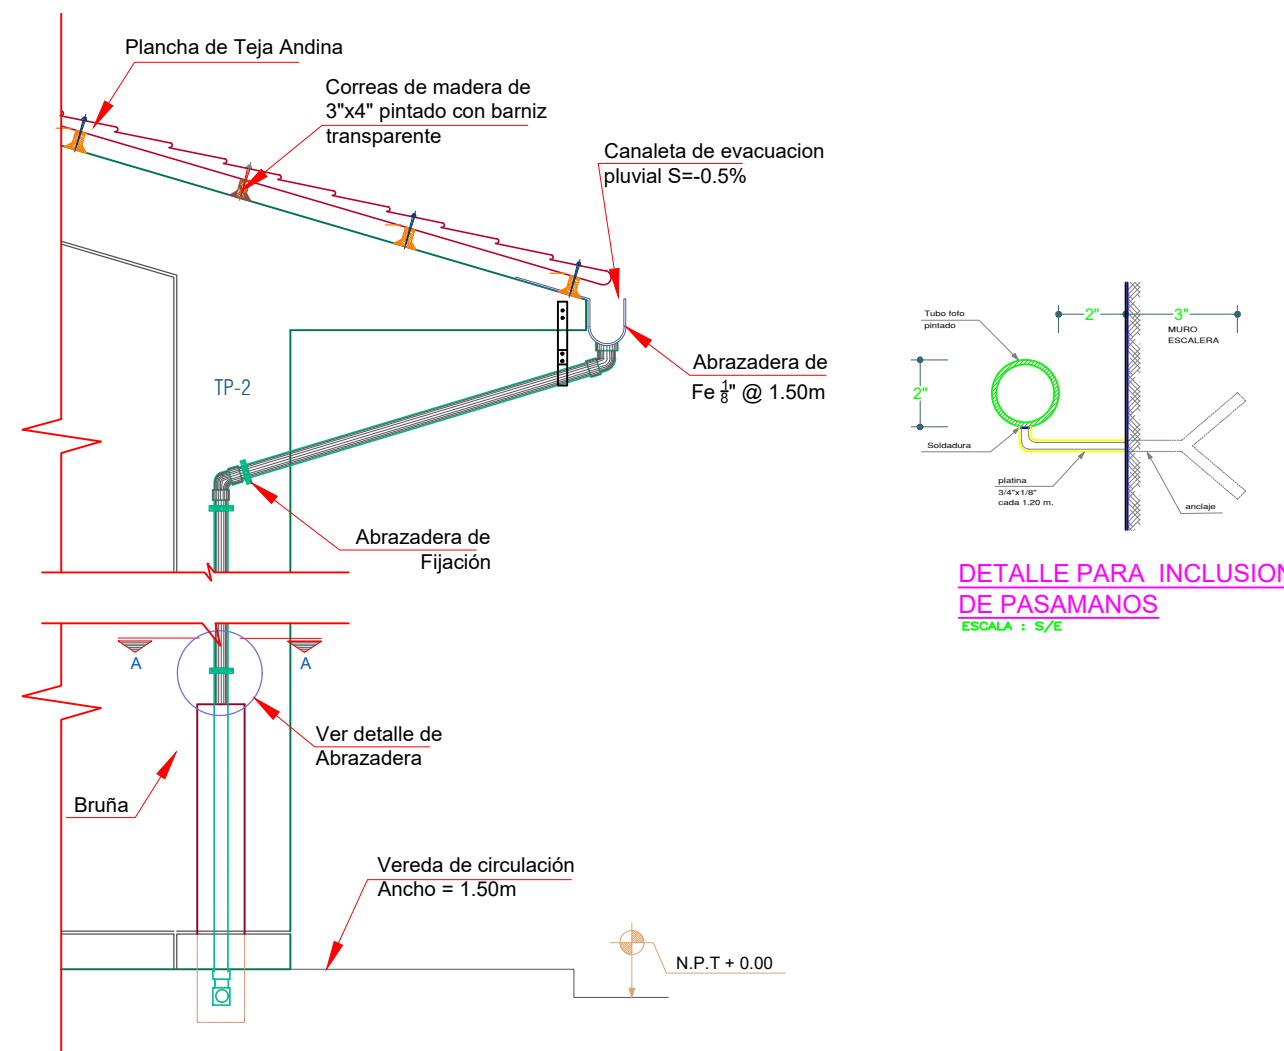 Plancha de Teja Andina
Correas de madera de
3"x4" pintado con barniz
transparente
Canaleta de evacuacion
pluvial S=-0.5%
Abrazadera de
Fe 1/8" @ 1.50m
TP-2
Abrazadera de
Fijación
A
A
Ver detalle de
Abrazadera
Bruña
Vereda de circulación
Ancho = 1.50m
N.P.T + 0.00
Tubo fofo
pintado
2"
3"
MURO
ESCALERA
2"
Soldadura
platina
3/4"x1/8"
cada 1.20 m.
anclaje
DETALLE PARA INCLUSION
DE PASAMANOS
ESCALA : S/E